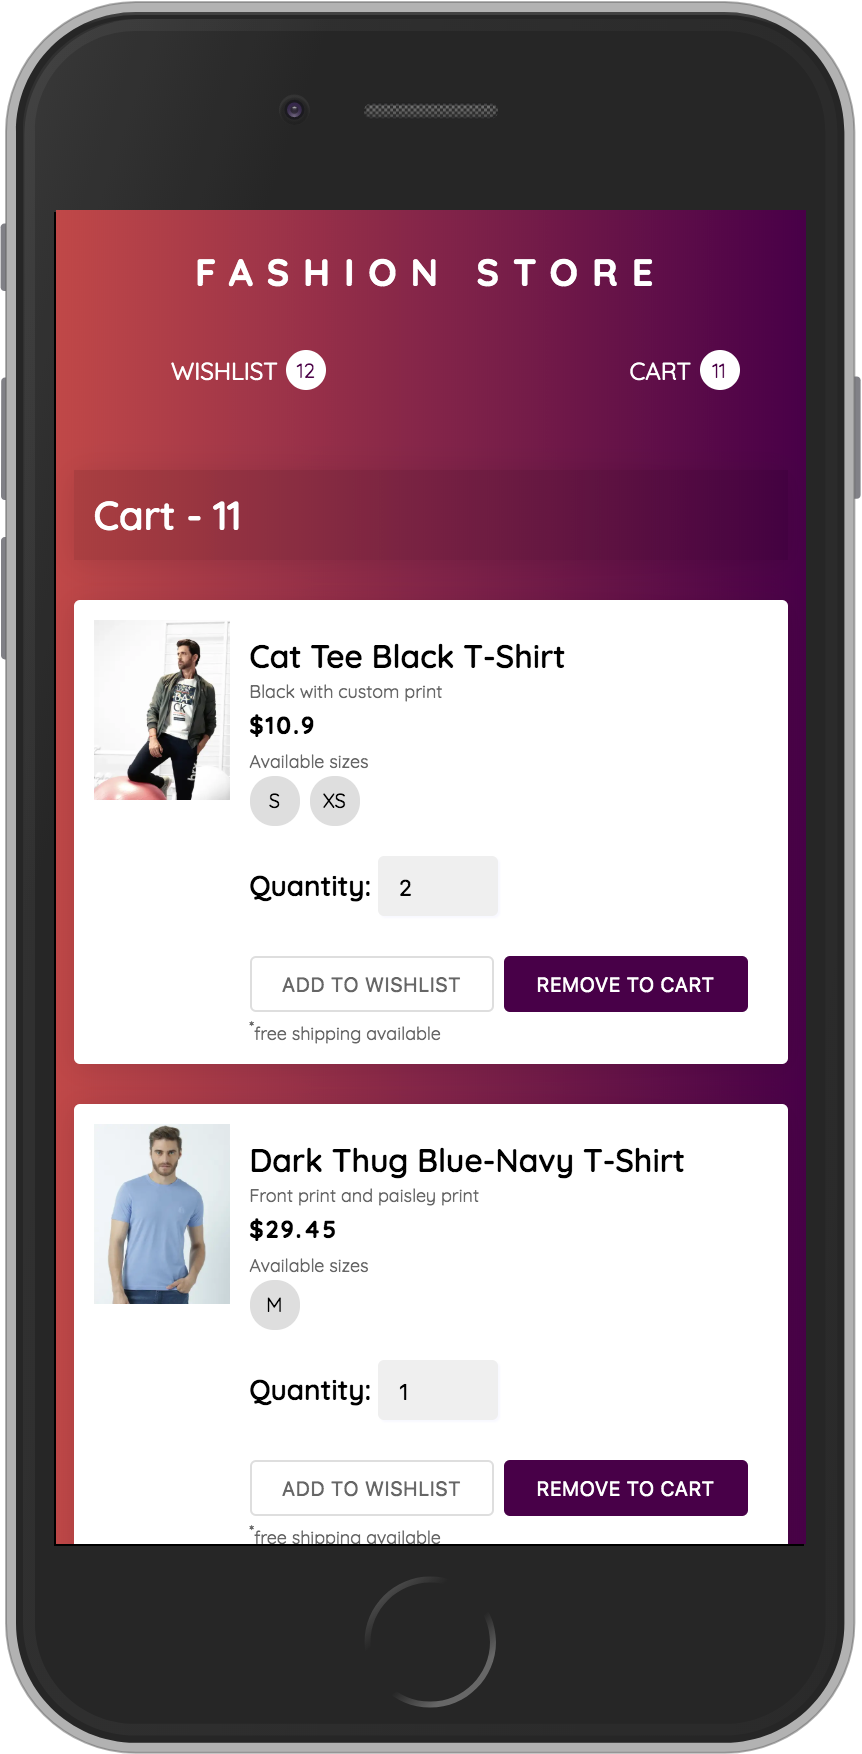 FASHION STORE
WISHLIST 12 CART 11
Cart - 11
Cat Tee Black T-Shirt
Black with custom print
$10.9
Available sizes
S XS
Quantity: 2
ADD TO WISHLIST REMOVE TO CART
*free shipping available
Dark Thug Blue-Navy T-Shirt
Front print and paisley print
$29.45
Available sizes
M
Quantity: 1
ADD TO WISHLIST REMOVE TO CART
*free shipping available